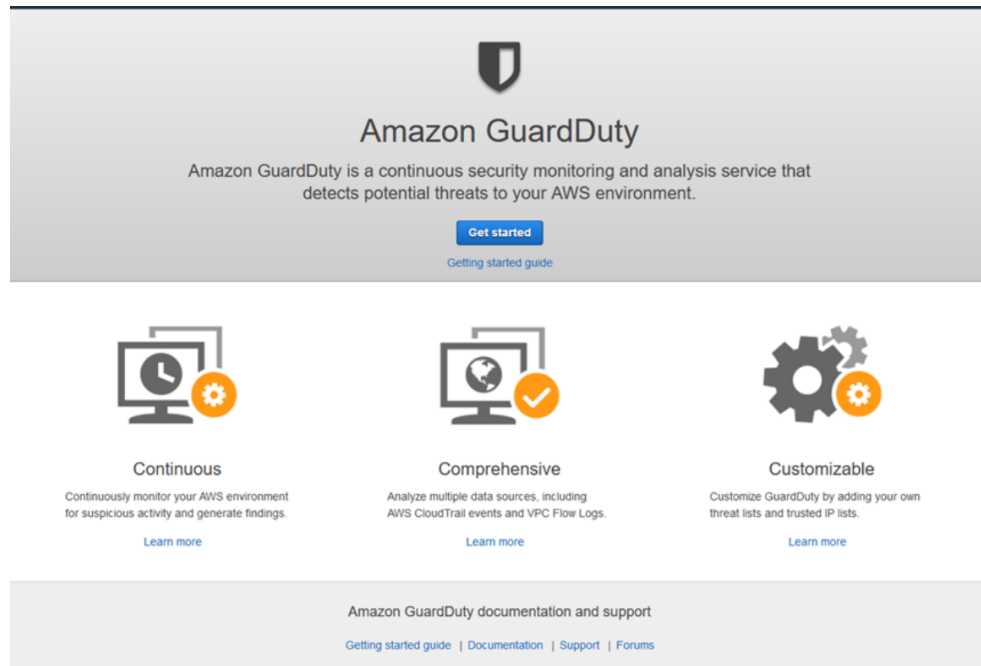 Amazon GuardDuty
Amazon GuardDuty is a continuous security monitoring and analysis service that
detects potential threats to your AWS environment.
Get started
Getting started guide
Continuous
Continuously monitor your AWS environment
for suspicious activity and generate findings.
Learn more
Comprehensive
Analyze multiple data sources, including
AWS CloudTrail events and VPC Flow Logs.
Learn more
Customizable
Customize GuardDuty by adding your own
threat lists and trusted IP lists.
Learn more
Amazon GuardDuty documentation and support
Getting started guide | Documentation | Support | Forums